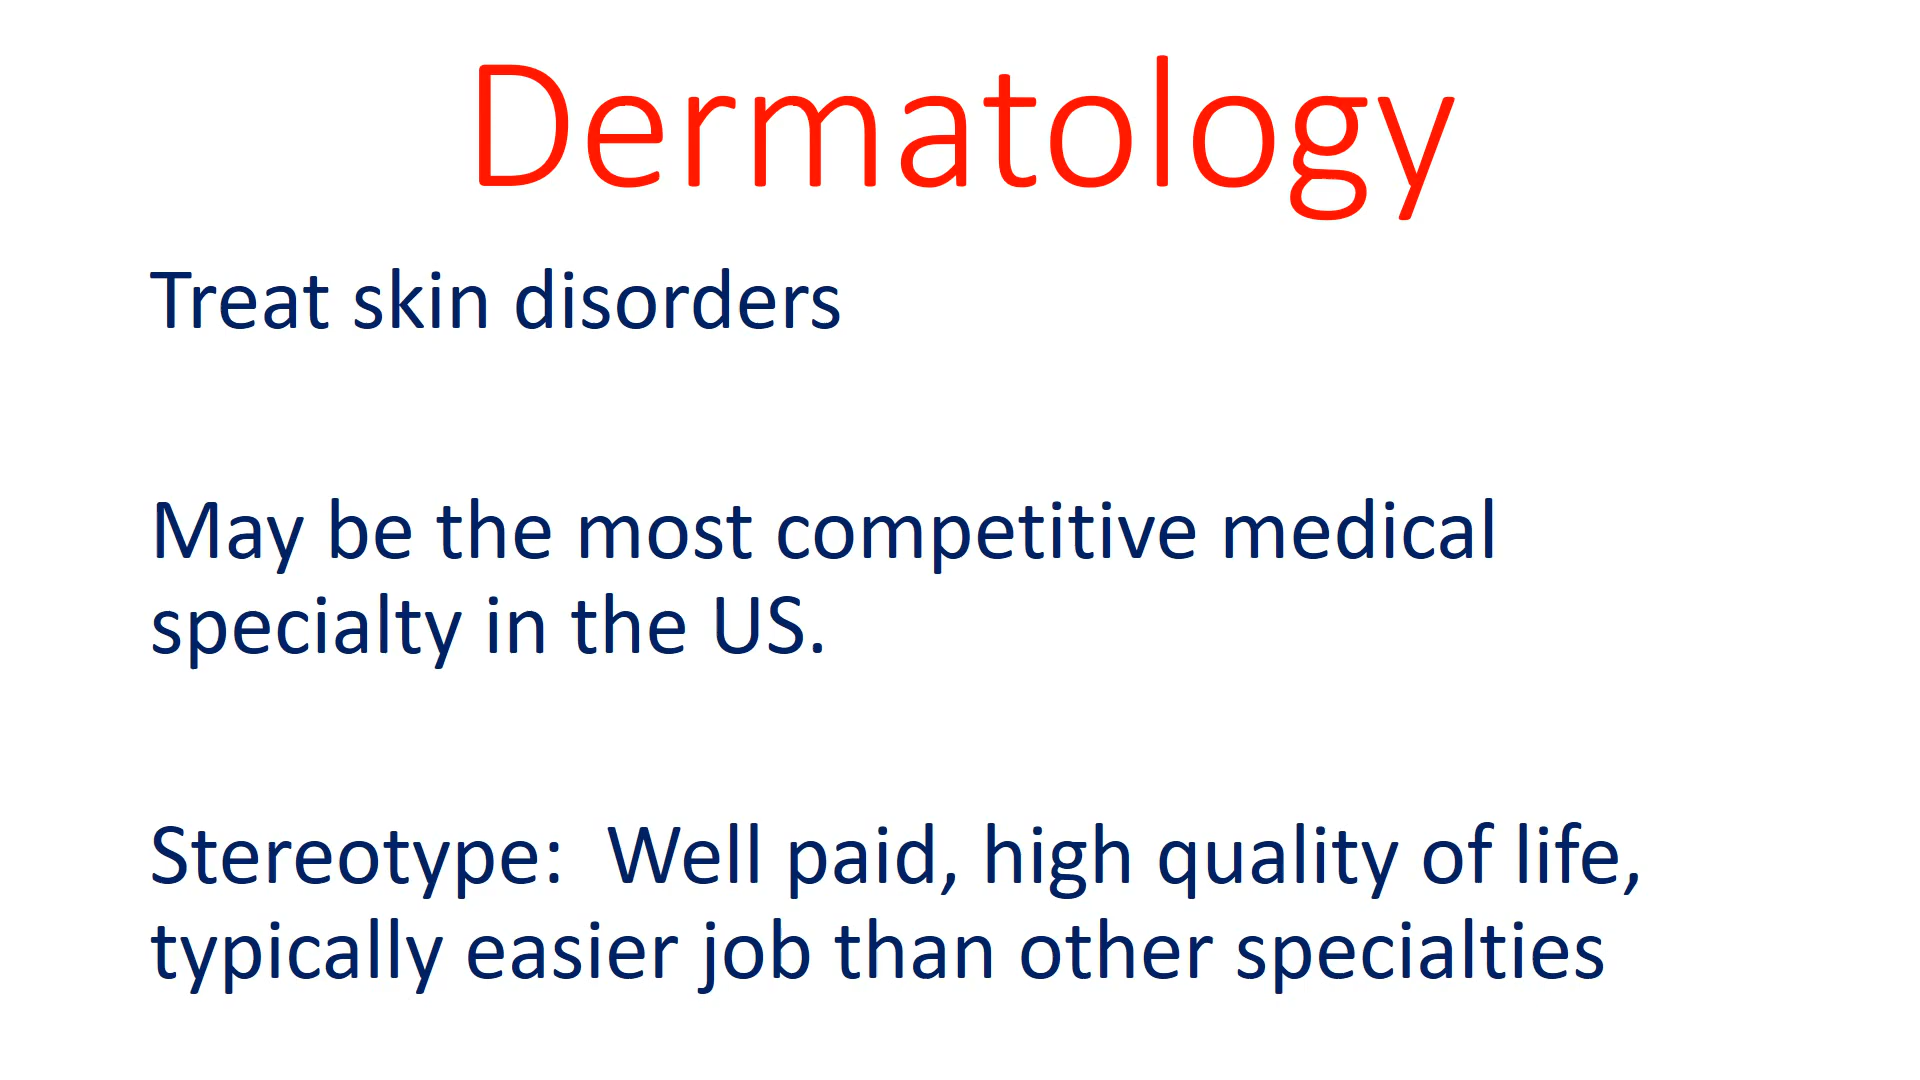 Dermatology
Treat skin disorders
May be the most competitive medical
specialty in the US.
Stereotype:  Well paid, high quality of life,
typically easier job than other specialties